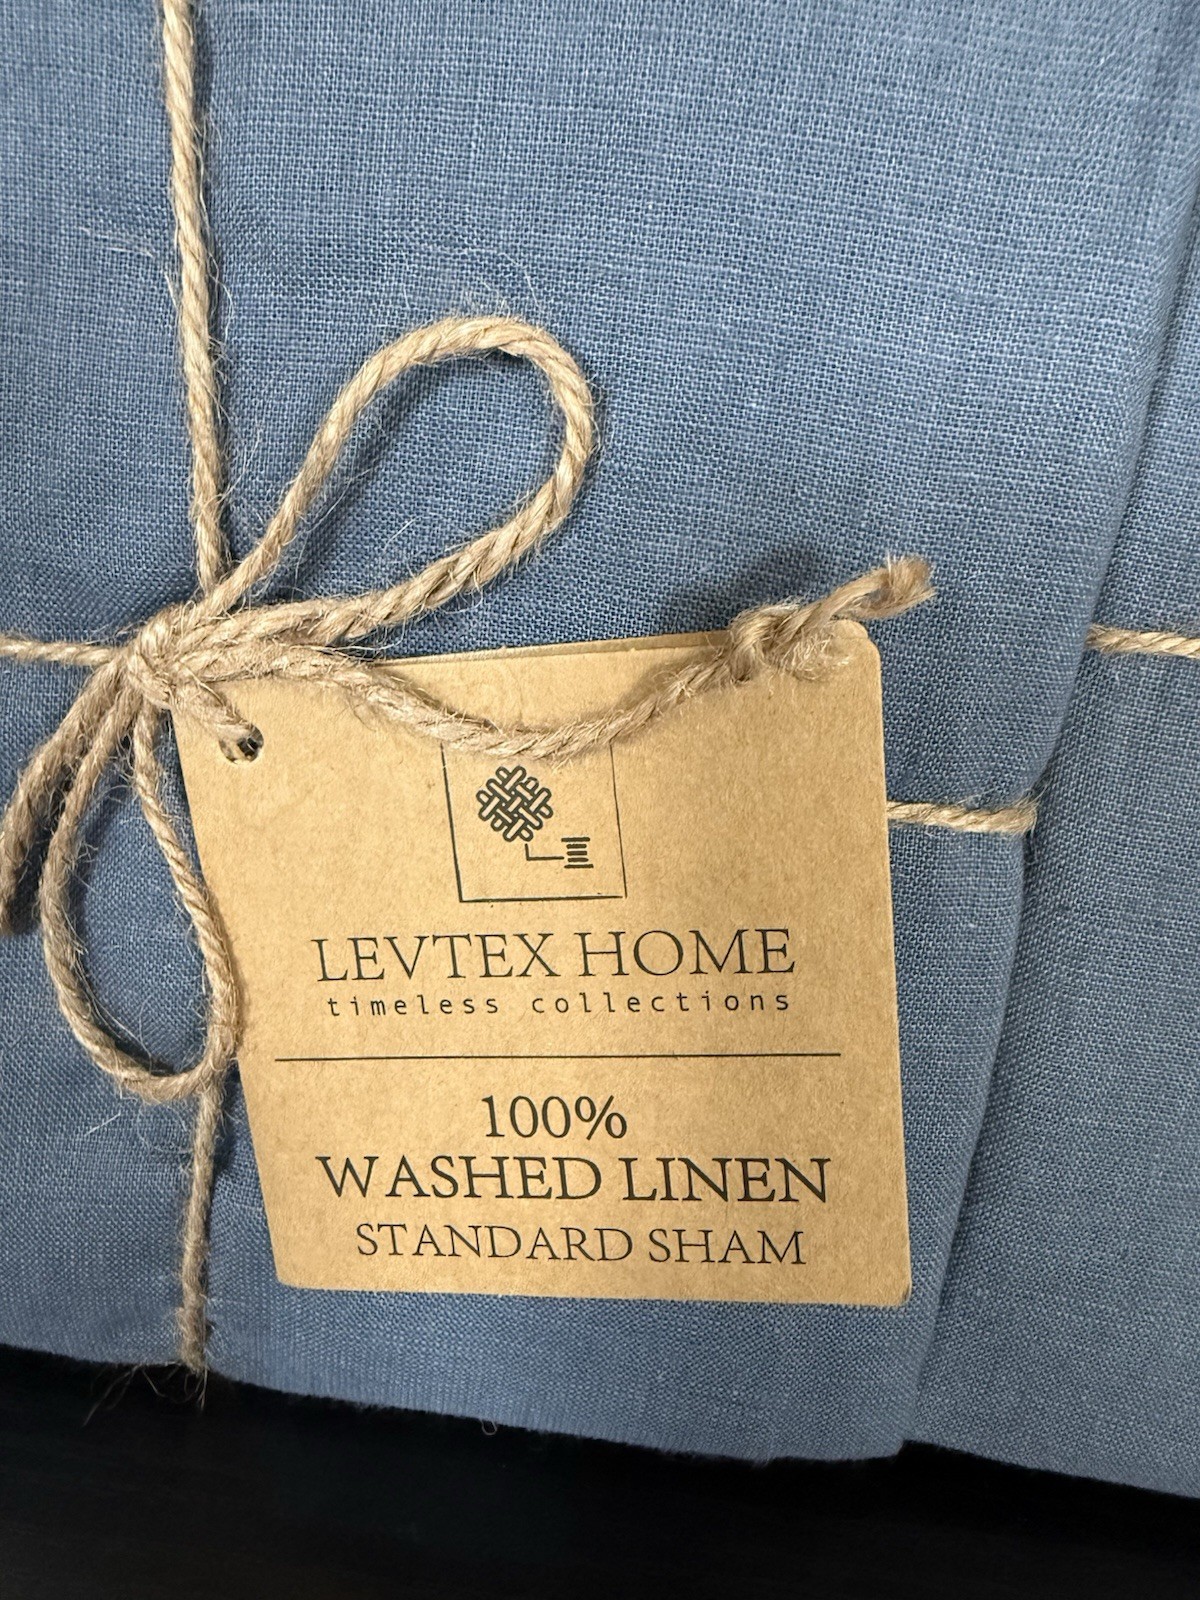 LEVTEX HOME
timeless collections
100%
WASHED LINEN
STANDARD SHAM